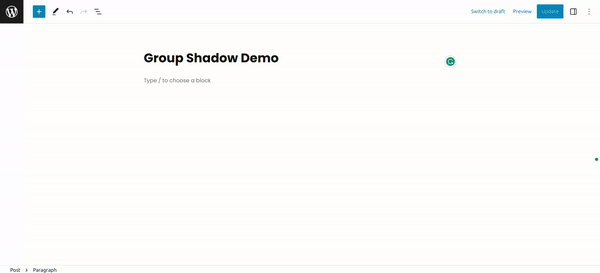 Switch to draft Preview Update
Group Shadow Demo
Type / to choose a block
Post > Paragraph